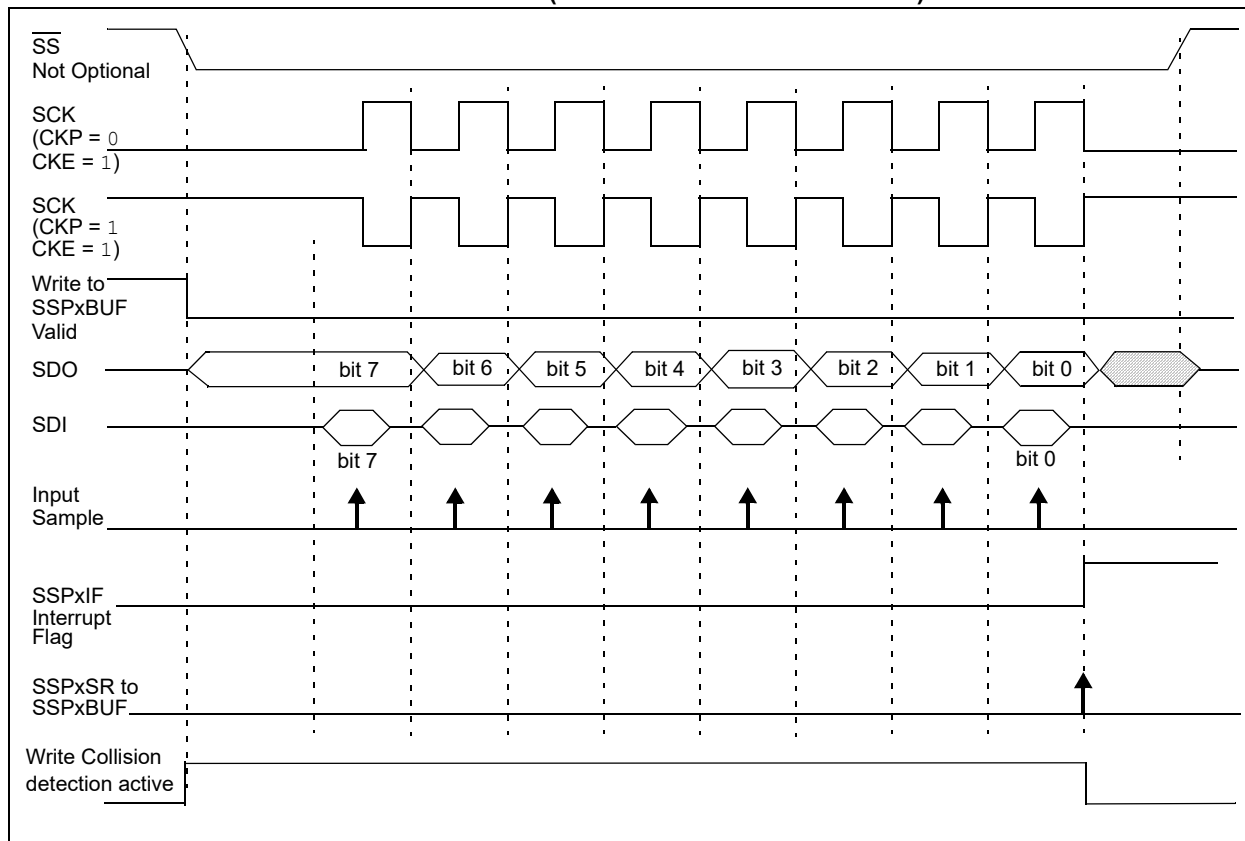 SS
Not Optional
SCK
(CKP = 0
CKE = 1)
SCK
(CKP = 1
CKE = 1)
Write to
SSPxBUF
Valid
SDO
bit 7 bit 6 bit 5 bit 4 bit 3 bit 2 bit 1 bit 0
SDI
bit 7 bit 0
Input
Sample
SSPxIF
Interrupt
Flag
SSPxSR to
SSPxBUF
Write Collision
detection active